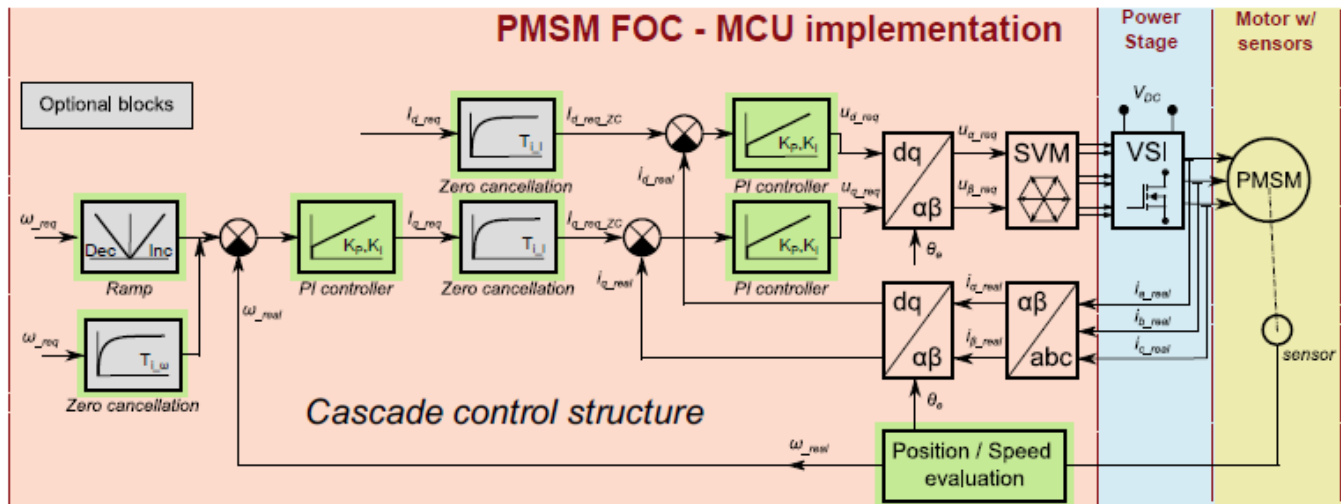 PMSM FOC - MCU implementation
Power
Stage
Motor w/
sensors
Optional blocks
I_d_req
T_i_I
Zero cancellation
I_d_req_ZC
i_d_real
K_P,K_I
PI controller
u_d_req
u_q_req
dq
αβ
θ_e
u_α_req
u_β_req
SVM
V_DC
VSI
PMSM
ω_req
Dec Inc
Ramp
ω_real
K_P,K_I
PI controller
I_q_req
T_i_I
Zero cancellation
I_q_req_ZC
i_q_real
K_P,K_I
PI controller
dq
αβ
i_α_real
i_β_real
αβ
abc
i_a_real
i_b_real
i_c_real
sensor
ω_req
T_i_ω
Zero cancellation
Cascade control structure
θ_e
ω_real
Position / Speed
evaluation